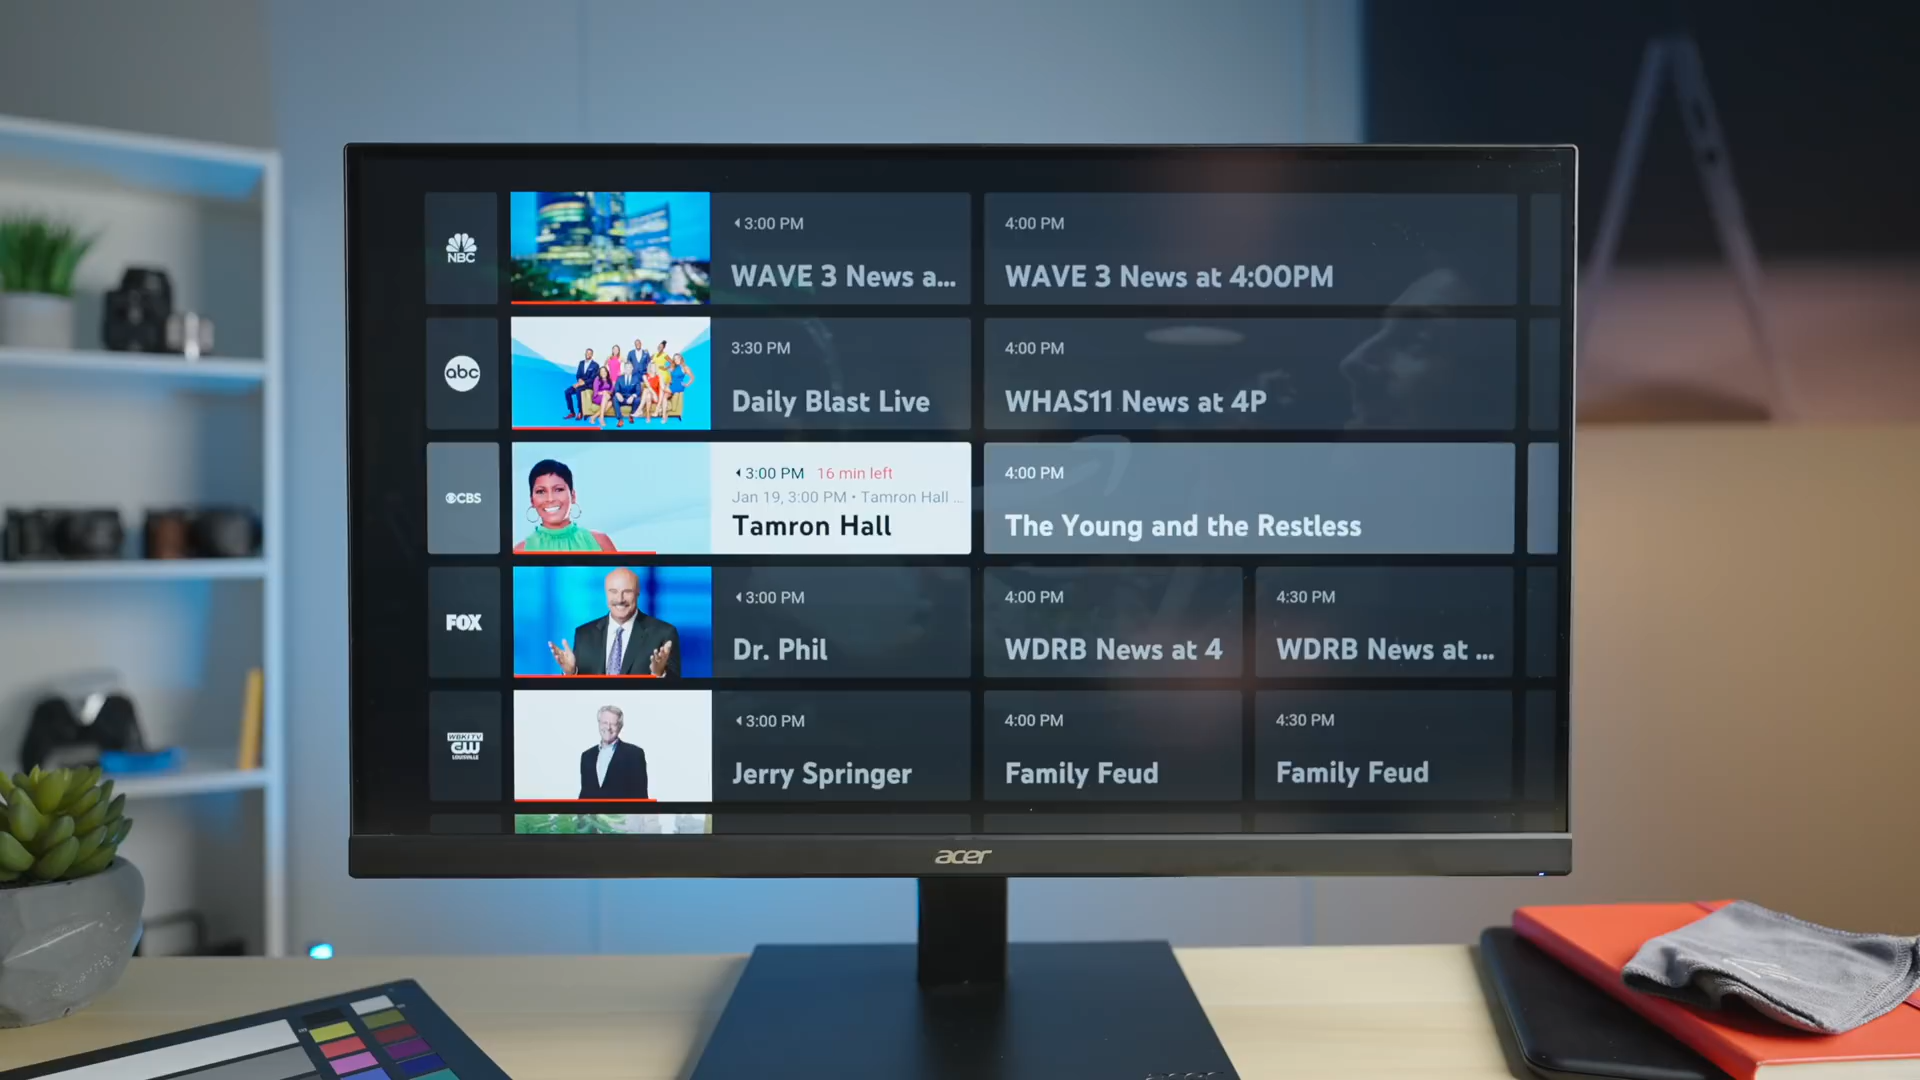 NBC
3:00 PM
WAVE 3 News a...
4:00 PM
WAVE 3 News at 4:00PM
abc
3:30 PM
Daily Blast Live
4:00 PM
WHAS11 News at 4P
CBS
3:00 PM 16 min left
Jan 19, 3:00 PM • Tamron Hall ...
Tamron Hall
4:00 PM
The Young and the Restless
FOX
3:00 PM
Dr. Phil
4:00 PM
WDRB News at 4
4:30 PM
WDRB News at ...
WBKI TV
CW
LOUISVILLE
3:00 PM
Jerry Springer
4:00 PM
Family Feud
4:30 PM
Family Feud
acer